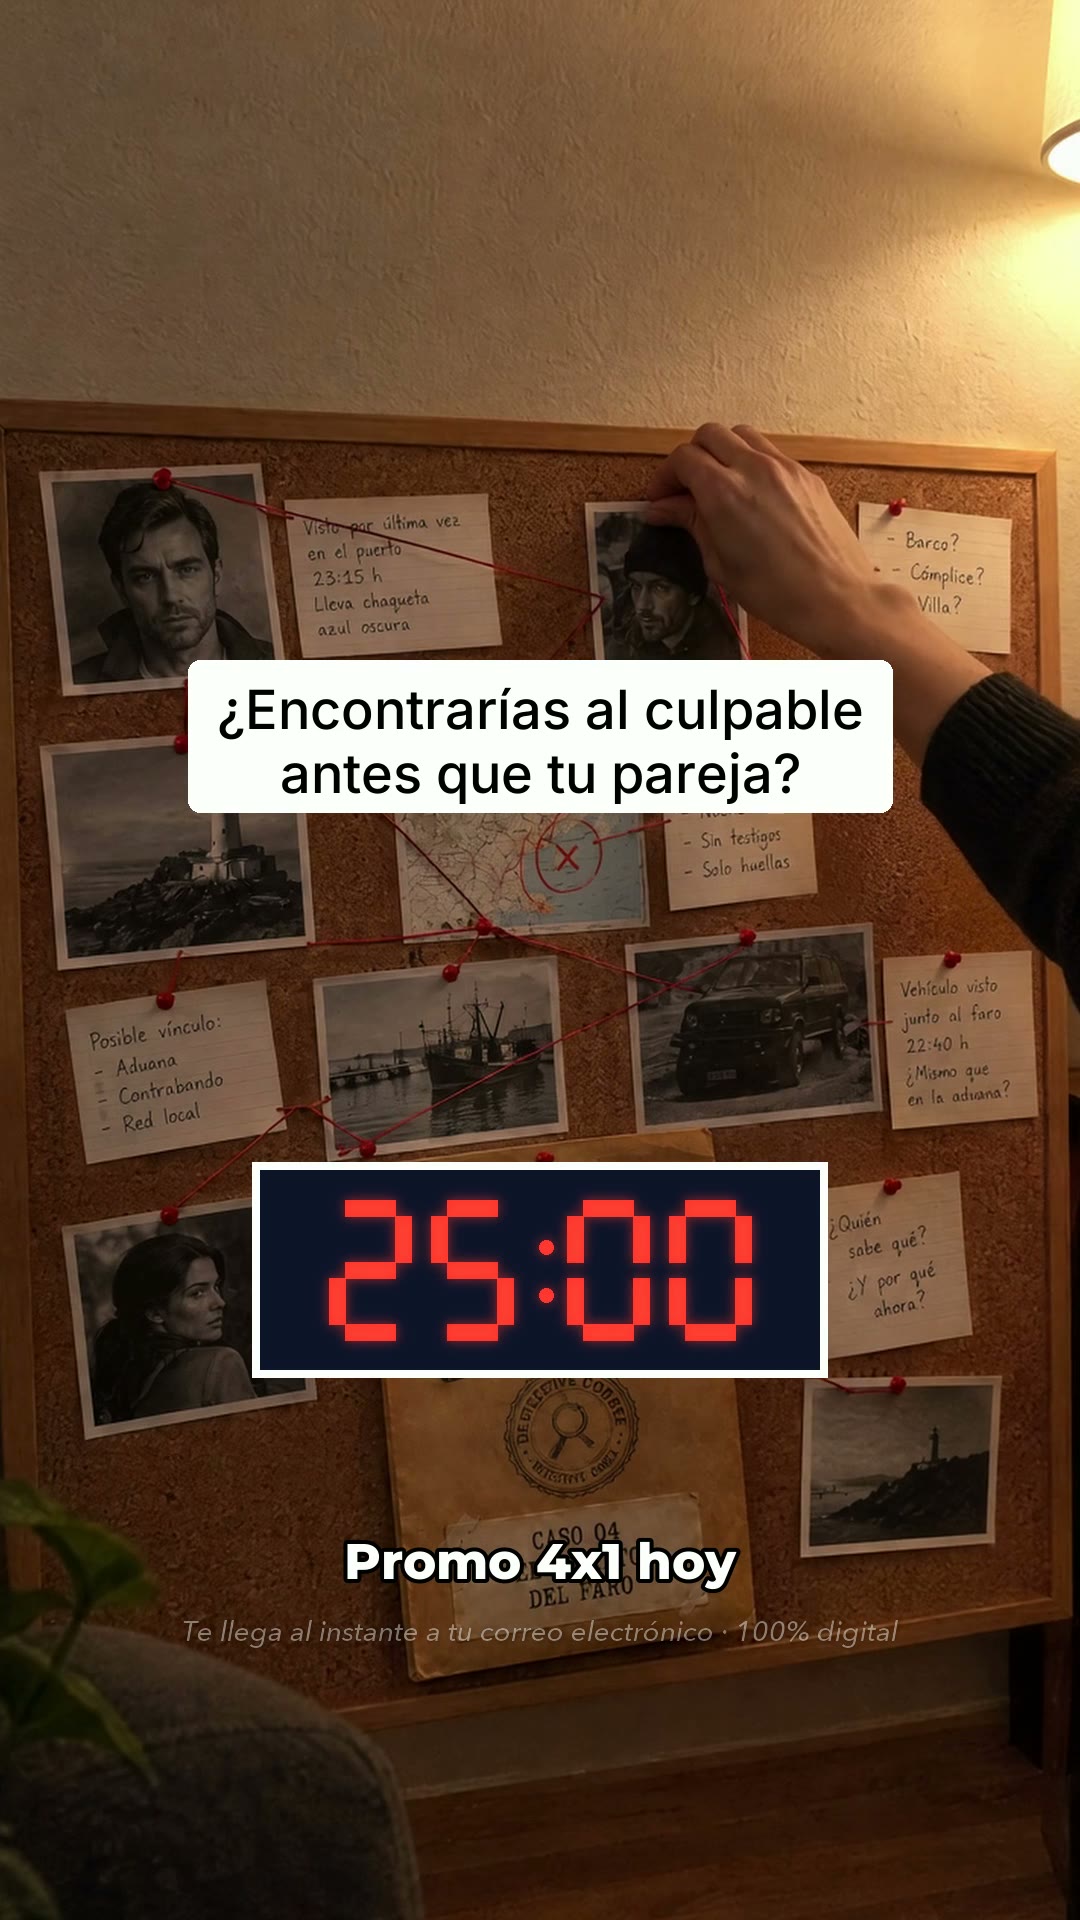 Visto por última vez
en el puerto
23:15 h
Lleva chaqueta
azul oscura
- Barco?
- Cómplice?
Villa?
¿Encontrarías al culpable
antes que tu pareja?
- Sin testigos
- Solo huellas
Posible vínculo:
- Aduana
- Contrabando
- Red local
Vehículo visto
junto al faro
22:40 h
¿Mismo que
en la aduana?
25:00
¿Quién
sabe qué?
¿Y por qué
ahora?
CASO 04
Promo 4x1 hoy
DEL FARO
Te llega al instante a tu correo electrónico · 100% digital